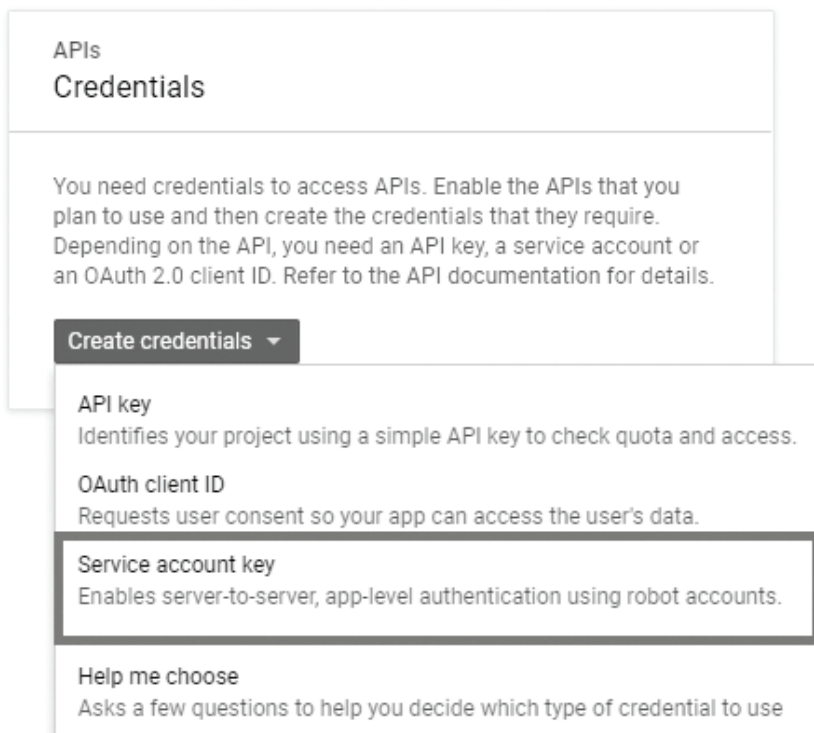 APIs
Credentials
You need credentials to access APIs. Enable the APIs that you
plan to use and then create the credentials that they require.
Depending on the API, you need an API key, a service account or
an OAuth 2.0 client ID. Refer to the API documentation for details.
Create credentials
API key
Identifies your project using a simple API key to check quota and access.
OAuth client ID
Requests user consent so your app can access the user's data.
Service account key
Enables server-to-server, app-level authentication using robot accounts.
Help me choose
Asks a few questions to help you decide which type of credential to use